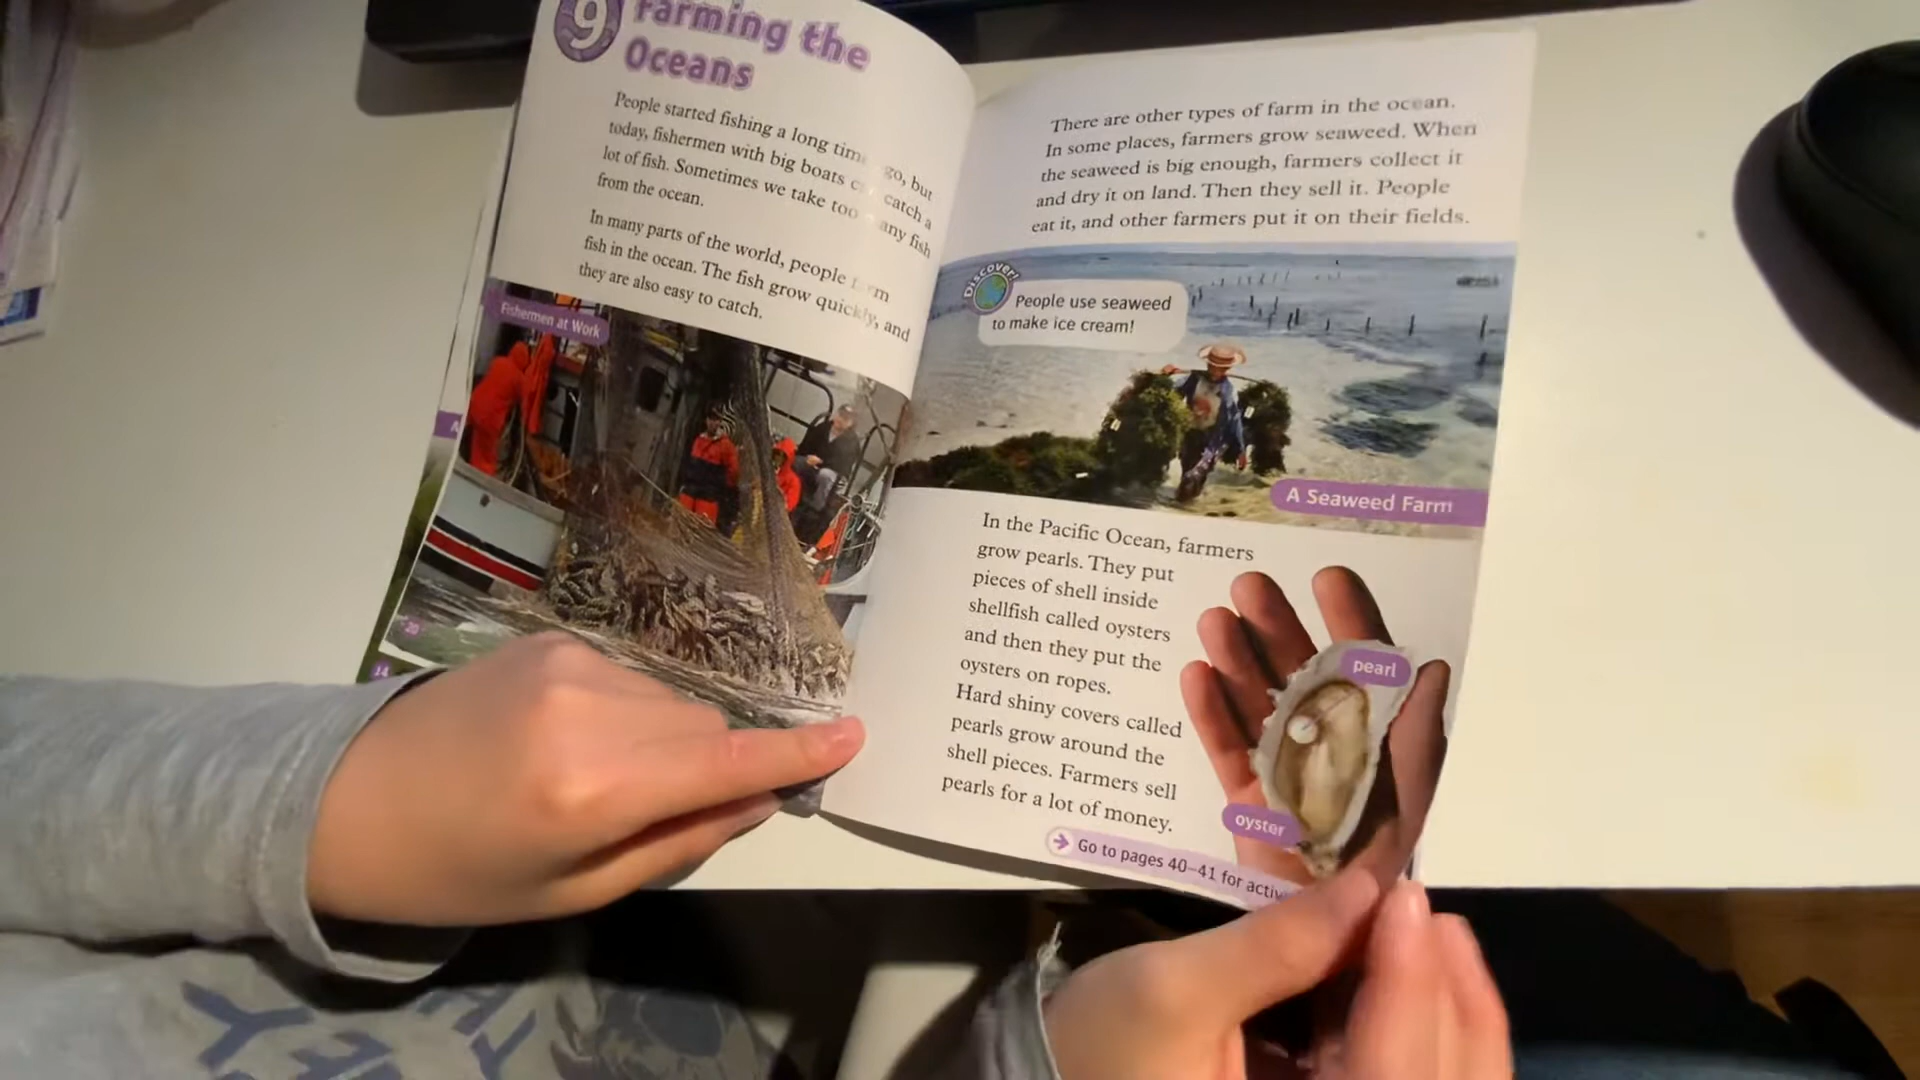 9
Farming the
Oceans
People started fishing a long time go, but
today, fishermen with big boats catch a
lot of fish. Sometimes we take too any fish
from the ocean.
In many parts of the world, people
fish in the ocean. The fish grow quickly, and
they are also easy to catch.
Fishermen at Work
A
20
14
There are other types of farm in the ocean.
In some places, farmers grow seaweed. When
the seaweed is big enough, farmers collect it
and dry it on land. Then they sell it. People
eat it, and other farmers put it on their fields.
Discover!
People use seaweed
to make ice cream!
A Seaweed Farm
In the Pacific Ocean, farmers
grow pearls. They put
pieces of shell inside
shellfish called oysters
and then they put the
oysters on ropes.
Hard shiny covers called
pearls grow around the
shell pieces. Farmers sell
pearls for a lot of money.
pearl
oyster
Go to pages 40–41 for activ